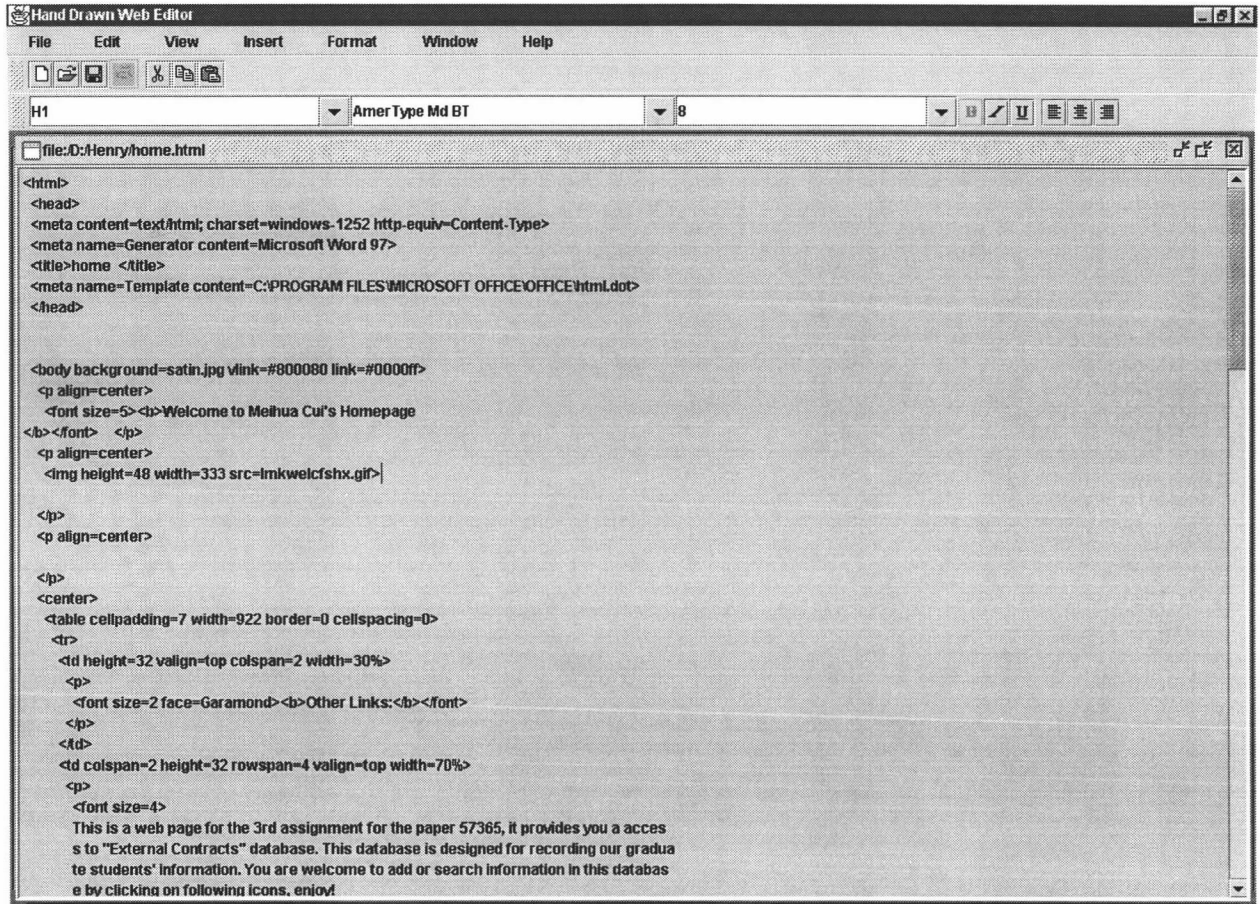 Hand Drawn Web Editor
File Edit View Insert Format Window Help
H1 AmerType Md BT 8 B I U
file:/D:/Henry/home.html
<html>
<head>
<meta content=text/html; charset=windows-1252 http-equiv=Content-Type>
<meta name=Generator content=Microsoft Word 97>
<title>home </title>
<meta name=Template content=C:\PROGRAM FILES\MICROSOFT OFFICE\OFFICE\html.dot>
</head>
<body background=satin.jpg vlink=#800080 link=#0000ff>
<p align=center>
<font size=5><b>Welcome to Meihua Cui's Homepage
</b></font> </p>
<p align=center>
<img height=48 width=333 src=lmkwelcfshx.gif>
</p>
<p align=center>
</p>
<center>
<table cellpadding=7 width=922 border=0 cellspacing=0>
<tr>
<td height=32 valign=top colspan=2 width=30%>
<p>
<font size=2 face=Garamond><b>Other Links:</b></font>
</p>
</td>
<td colspan=2 height=32 rowspan=4 valign=top width=70%>
<p>
<font size=4>
This is a web page for the 3rd assignment for the paper 57365, it provides you a acces
s to "External Contracts" database. This database is designed for recording our gradua
te students' information. You are welcome to add or search information in this databas
e by clicking on following icons, enjoy!